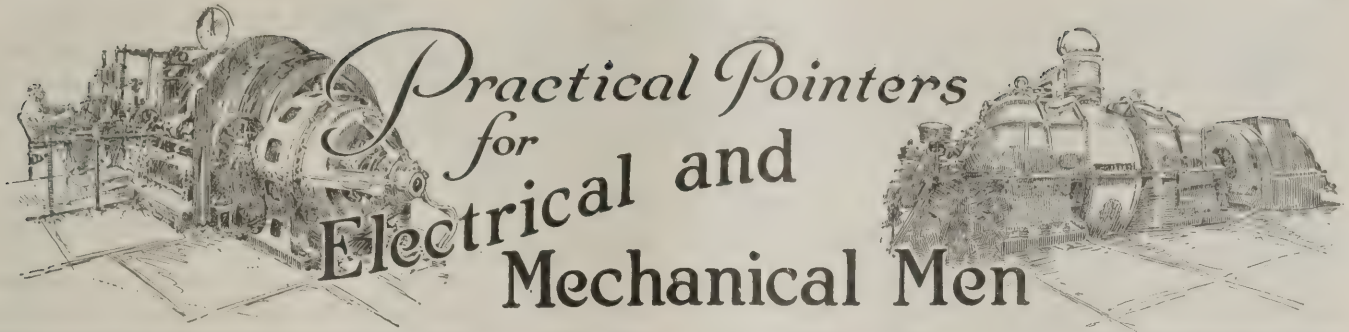 Practical Pointers
for
Electrical and
Mechanical Men